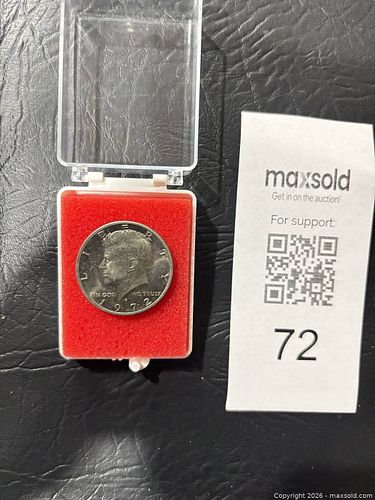 LIBERTY
IN GOD WE TRUST
1972
maxsold
Get in on the auction!
For support:
72
Copyright 2026 - maxsold.com